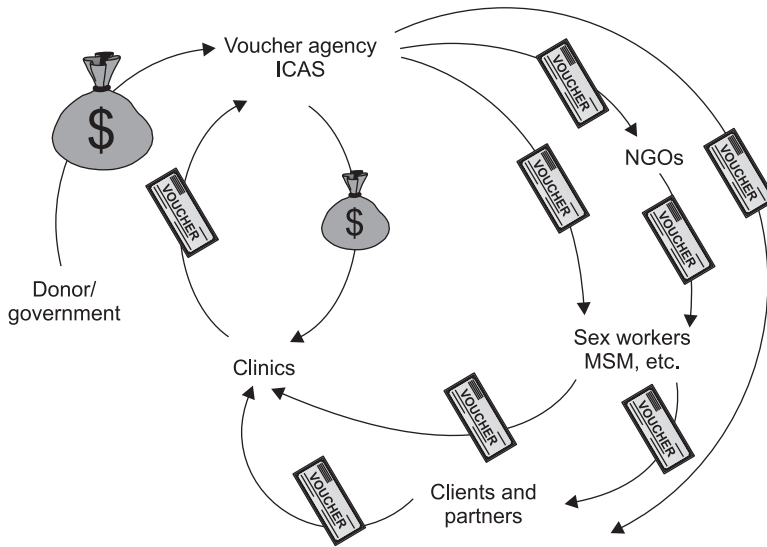 Voucher agency
ICAS
VOUCHER
$
NGOs
VOUCHER
VOUCHER
VOUCHER
$
VOUCHER
Donor/
government
Sex workers
MSM, etc.
Clinics
VOUCHER
VOUCHER
Clients and
partners
VOUCHER